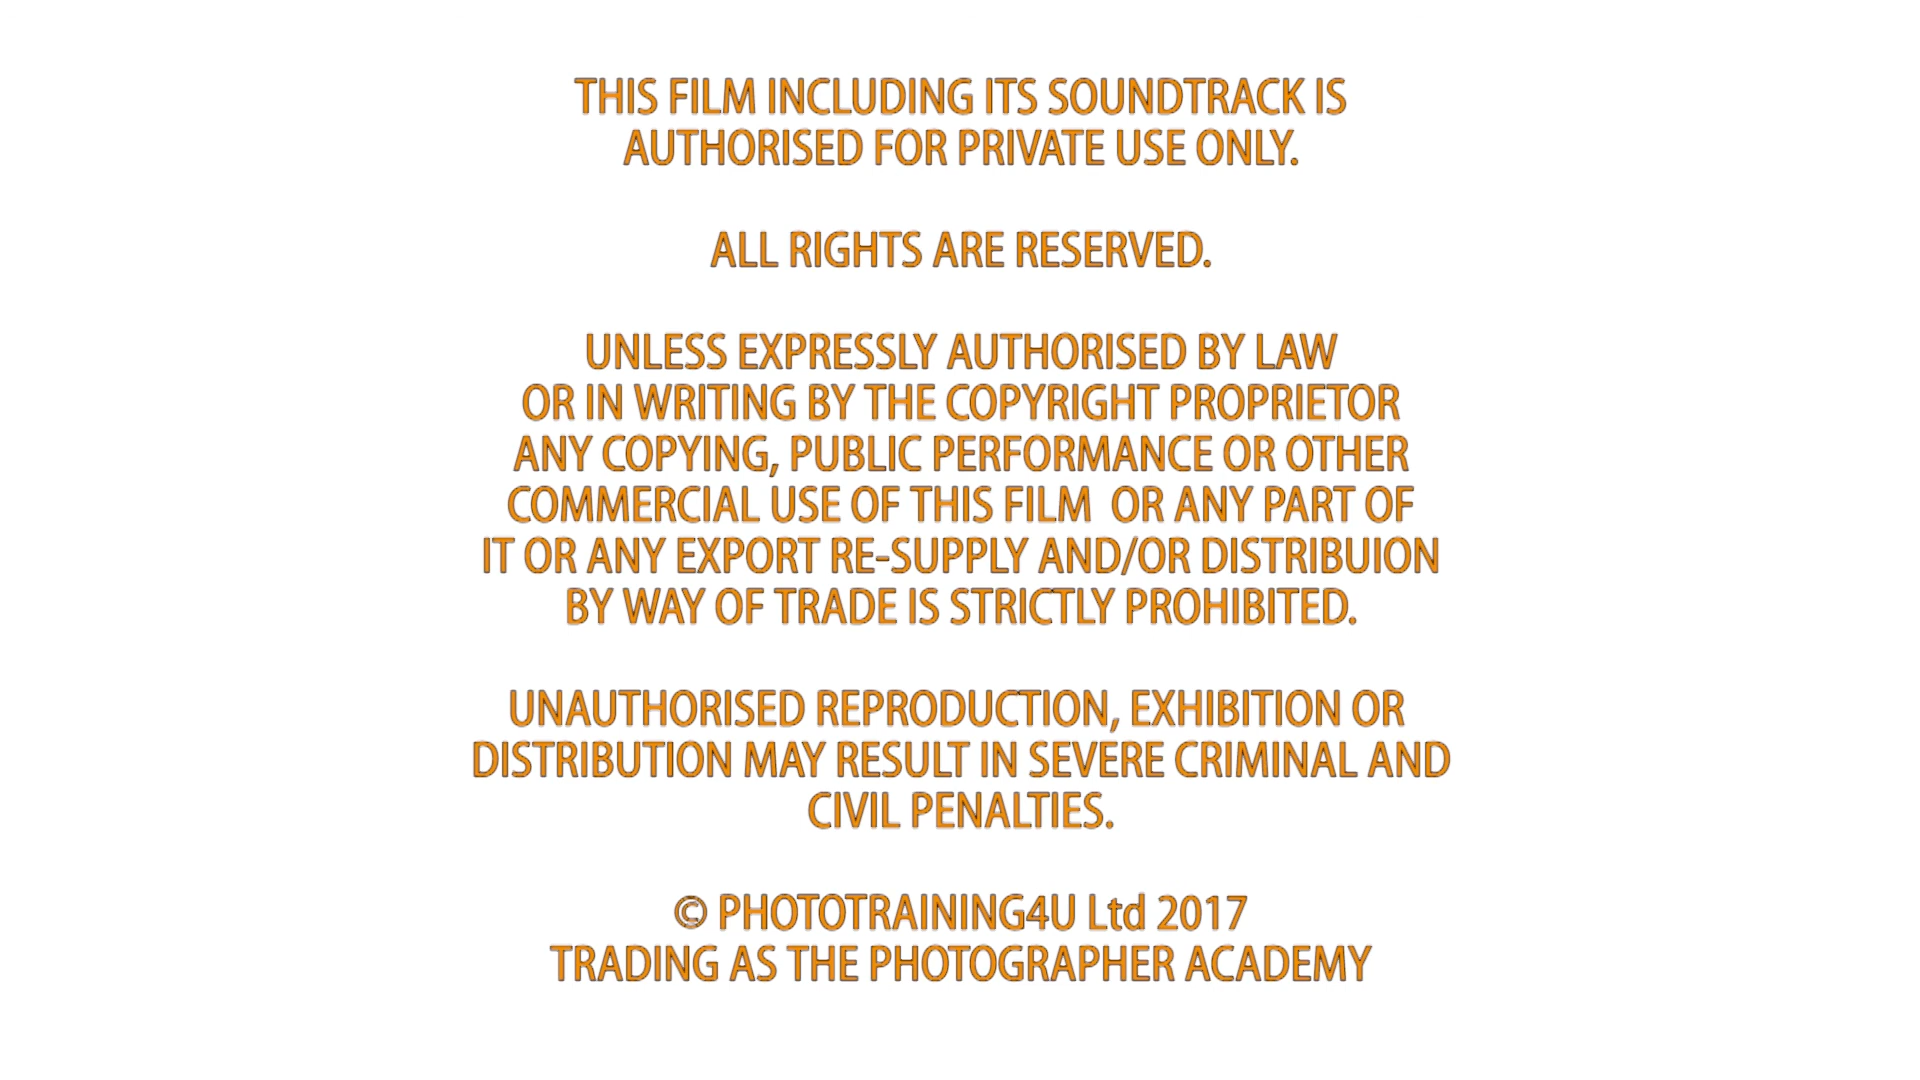 THIS FILM INCLUDING ITS SOUNDTRACK IS
AUTHORISED FOR PRIVATE USE ONLY.
ALL RIGHTS ARE RESERVED.
UNLESS EXPRESSLY AUTHORISED BY LAW
OR IN WRITING BY THE COPYRIGHT PROPRIETOR
ANY COPYING, PUBLIC PERFORMANCE OR OTHER
COMMERCIAL USE OF THIS FILM  OR ANY PART OF
IT OR ANY EXPORT RE-SUPPLY AND/OR DISTRIBUION
BY WAY OF TRADE IS STRICTLY PROHIBITED.
UNAUTHORISED REPRODUCTION, EXHIBITION OR
DISTRIBUTION MAY RESULT IN SEVERE CRIMINAL AND
CIVIL PENALTIES.
© PHOTOTRAINING4U Ltd 2017
TRADING AS THE PHOTOGRAPHER ACADEMY